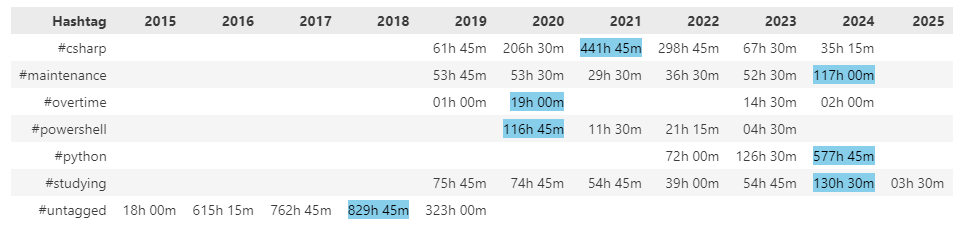 Hashtag 2015 2016 2017 2018 2019 2020 2021 2022 2023 2024 2025
#csharp 61h 45m 206h 30m 441h 45m 298h 45m 67h 30m 35h 15m
#maintenance 53h 45m 53h 30m 29h 30m 36h 30m 52h 30m 117h 00m
#overtime 01h 00m 19h 00m 14h 30m 02h 00m
#powershell 116h 45m 11h 30m 21h 15m 04h 30m
#python 72h 00m 126h 30m 577h 45m
#studying 75h 45m 74h 45m 54h 45m 39h 00m 54h 45m 130h 30m 03h 30m
#untagged 18h 00m 615h 15m 762h 45m 829h 45m 323h 00m